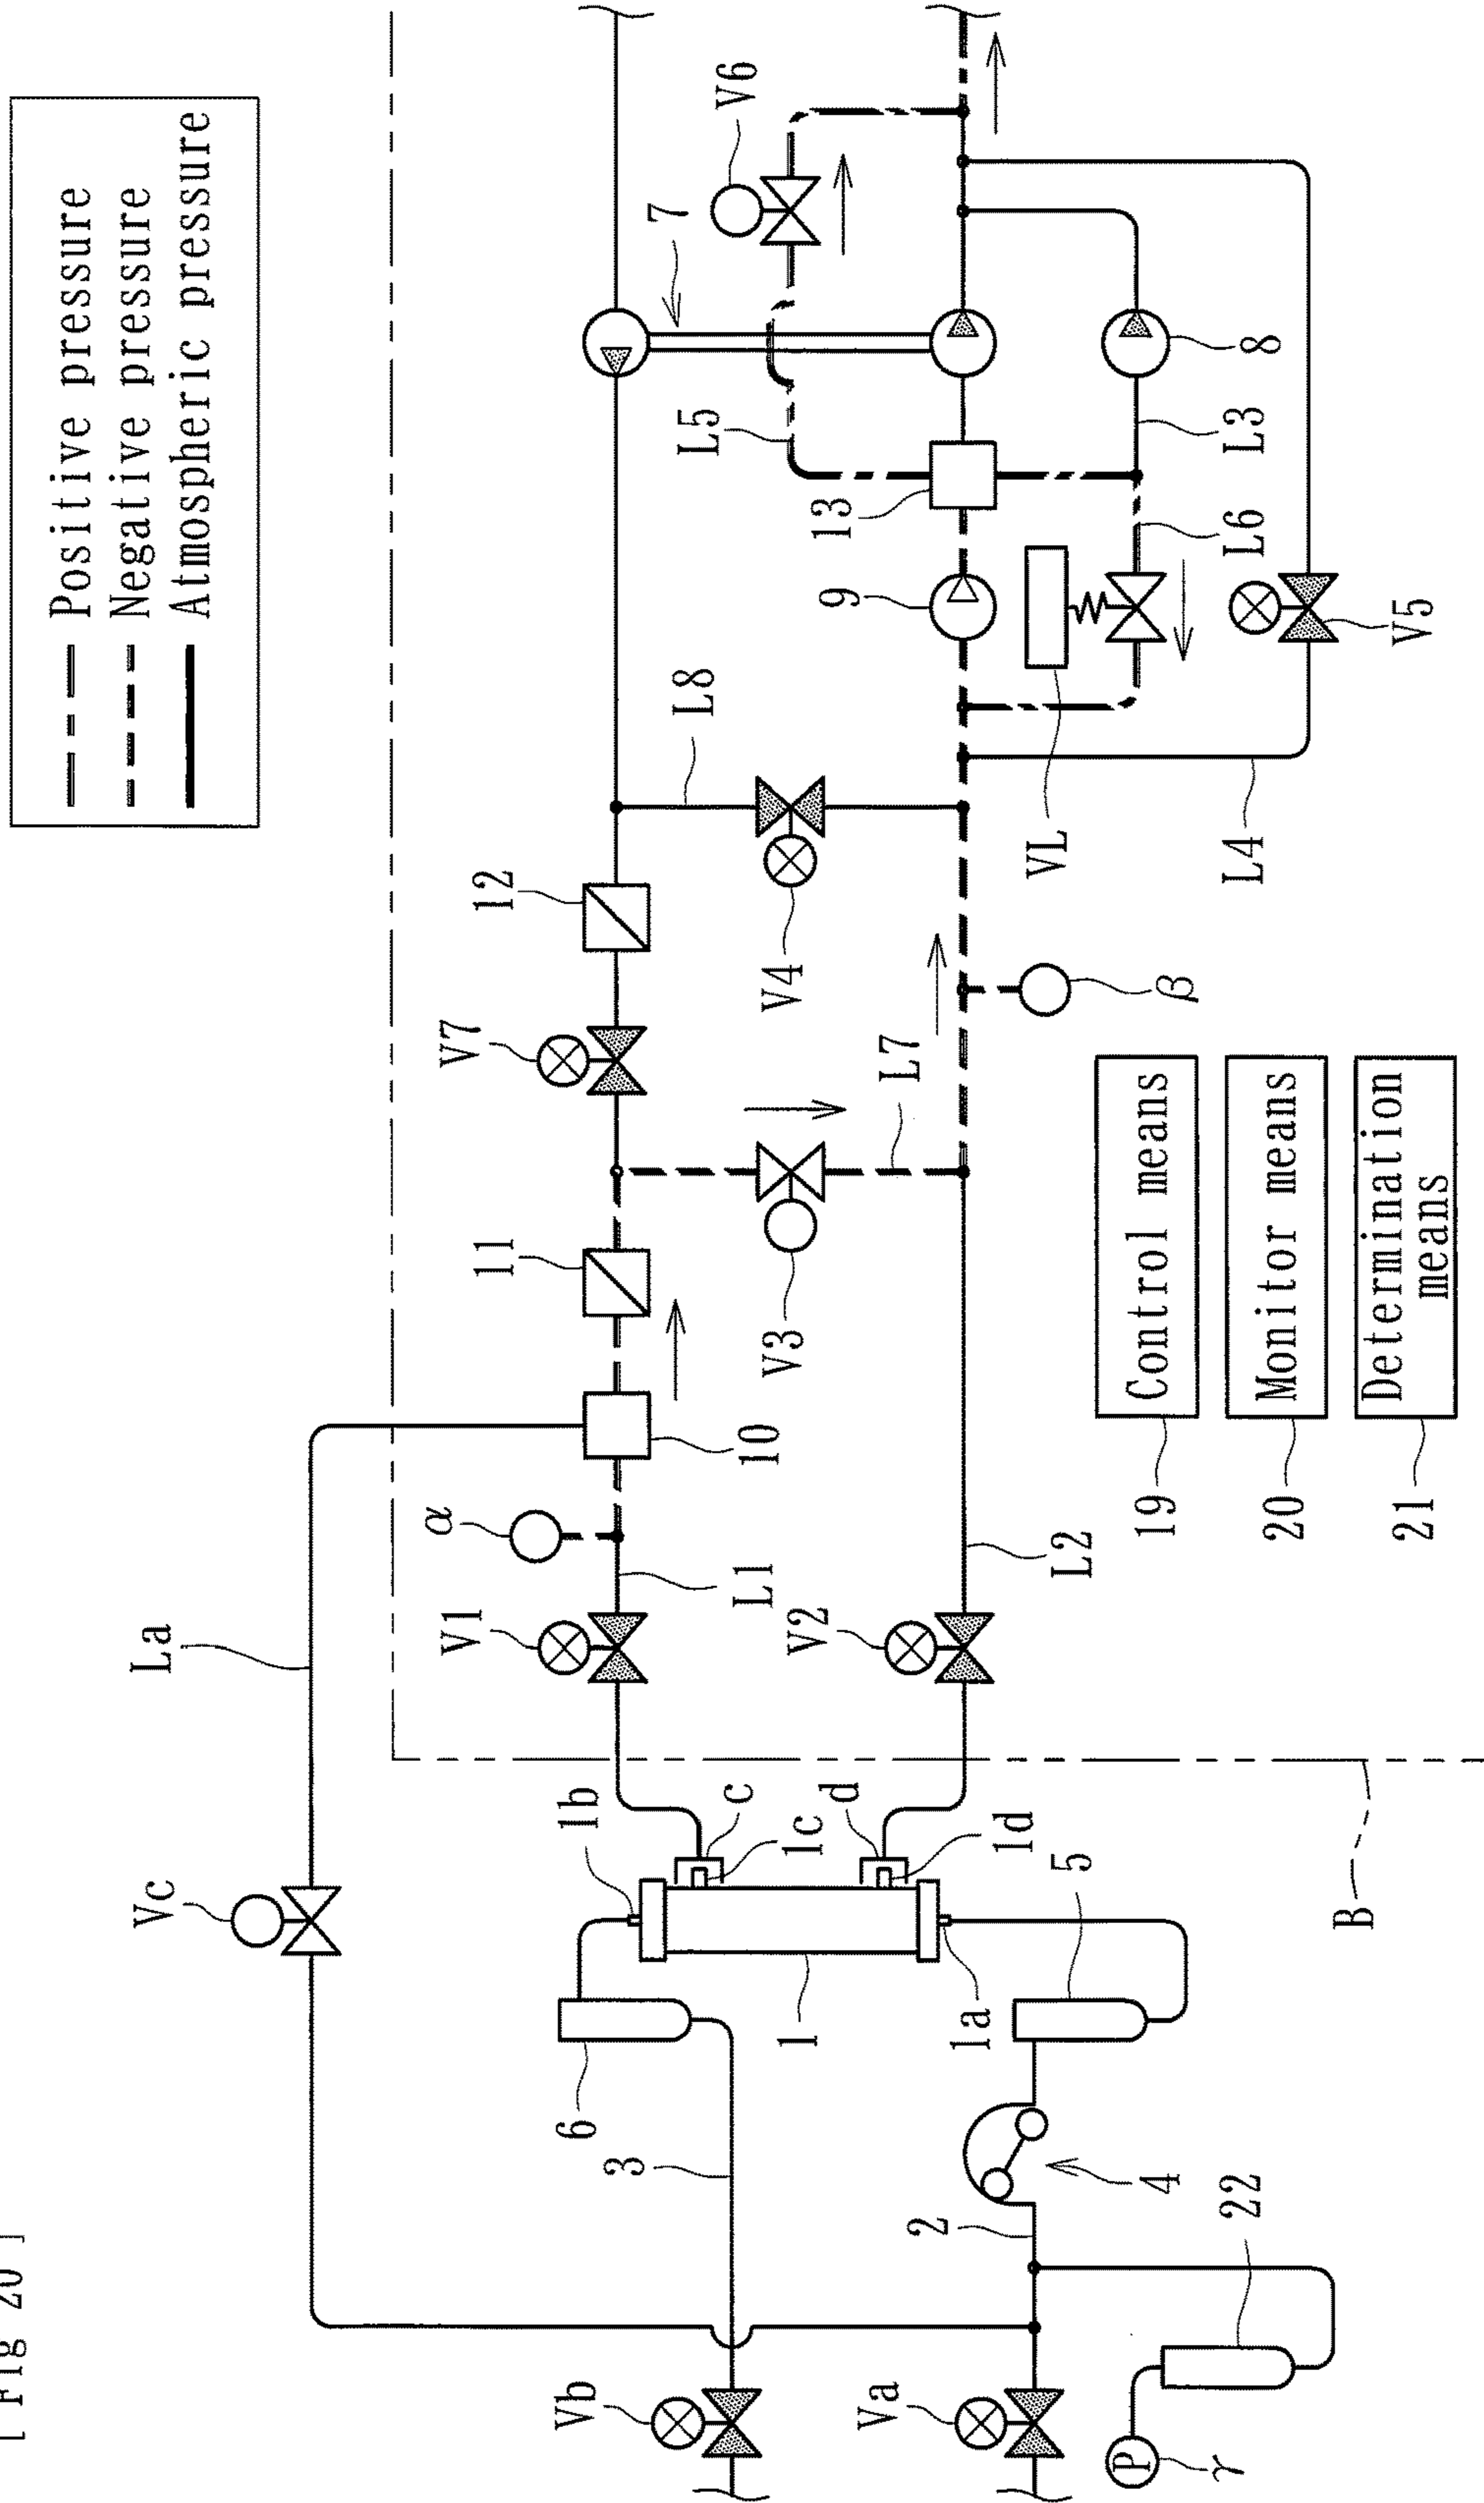 [Fig 20]
Positive pressure
Negative pressure
Atmospheric pressure
La
Vc
α
V1
L1
10
11
V7
12
L8
V3
V4
L7
β
V2
L2
V6
7
L5
13
9
8
L3
L6
VL
L4
V5
1b
c
1c
d
1d
1
1a
5
6
3
4
2
22
Vb
Va
P
γ
B
19
Control means
20
Monitor means
21
Determination
means